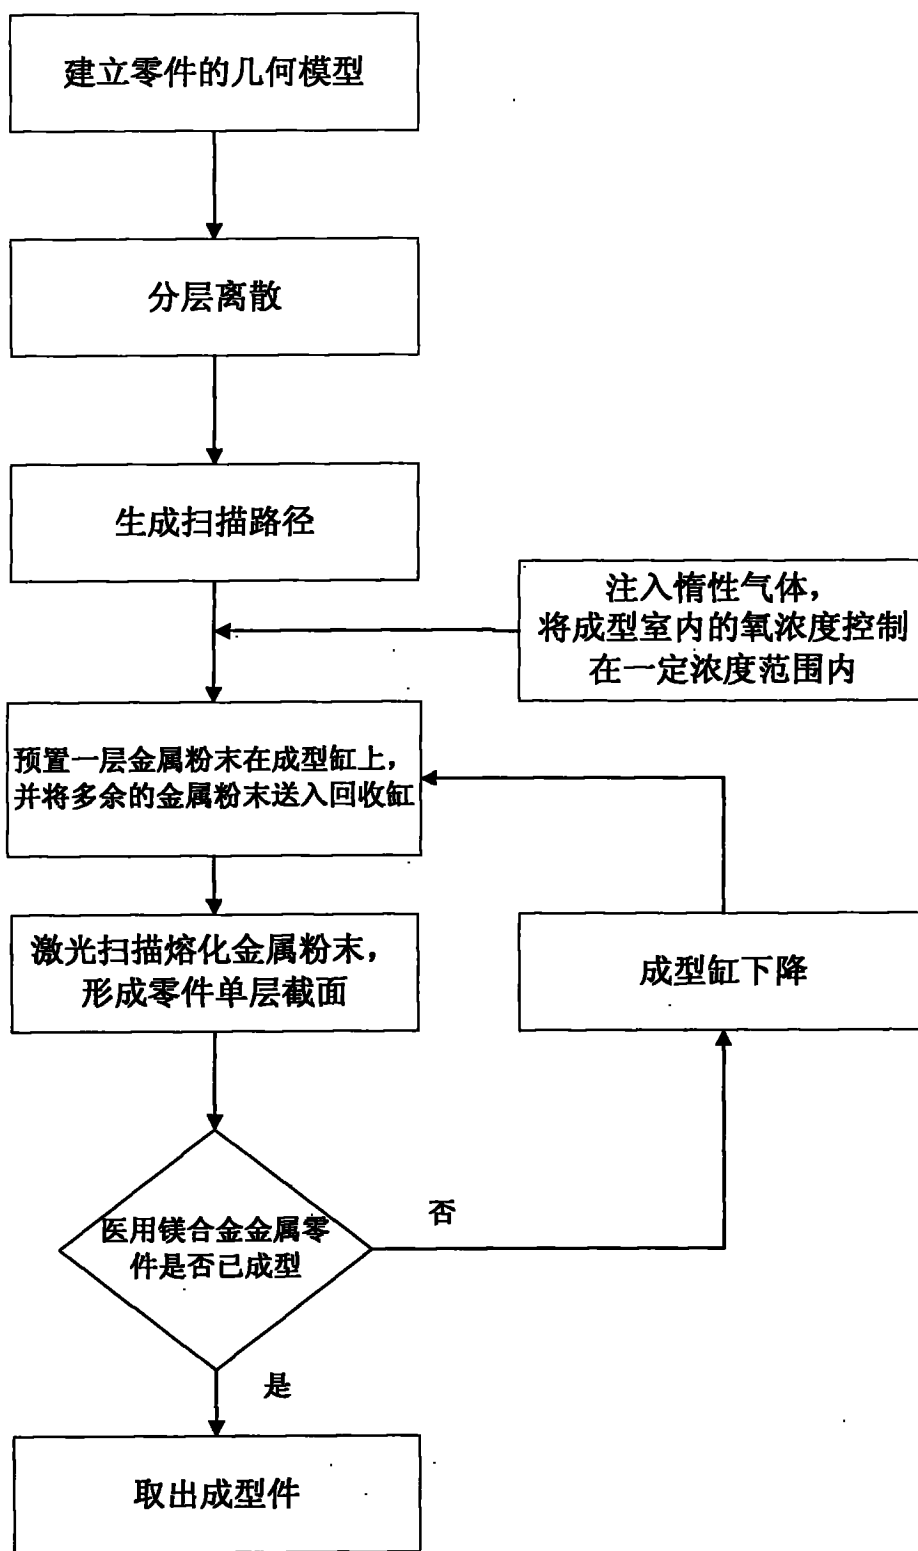 建立零件的几何模型
分层离散
生成扫描路径
注入惰性气体，
将成型室内的氧浓度控制
在一定浓度范围内
预置一层金属粉末在成型缸上，
并将多余的金属粉末送入回收缸
激光扫描熔化金属粉末，
形成零件单层截面
成型缸下降
医用镁合金金属零
件是否已成型
否
是
取出成型件